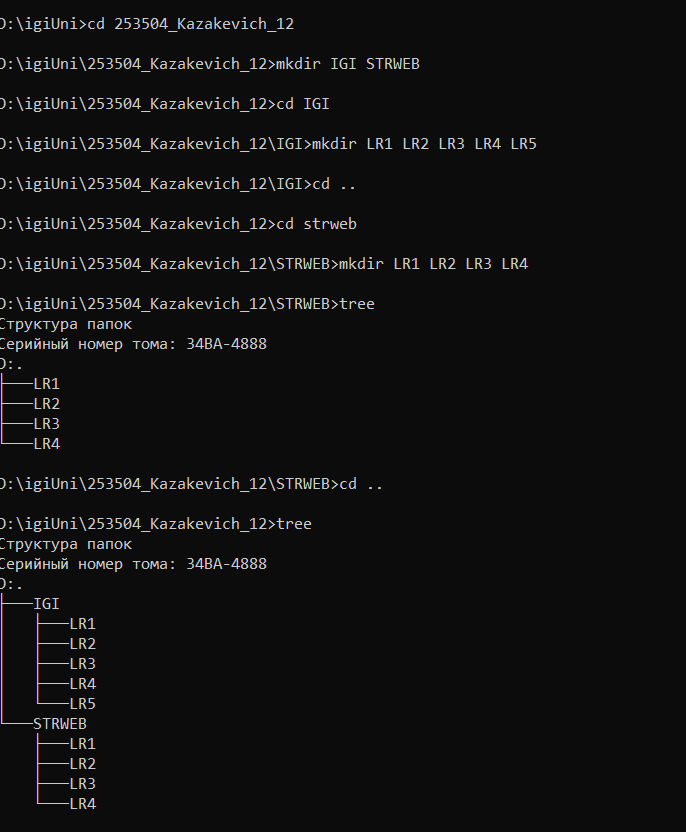 D:\igiUni>cd 253504_Kazakevich_12
D:\igiUni\253504_Kazakevich_12>mkdir IGI STRWEB
D:\igiUni\253504_Kazakevich_12>cd IGI
D:\igiUni\253504_Kazakevich_12\IGI>mkdir LR1 LR2 LR3 LR4 LR5
D:\igiUni\253504_Kazakevich_12\IGI>cd ..
D:\igiUni\253504_Kazakevich_12>cd strweb
D:\igiUni\253504_Kazakevich_12\STRWEB>mkdir LR1 LR2 LR3 LR4
D:\igiUni\253504_Kazakevich_12\STRWEB>tree
Структура папок
Серийный номер тома: 34BA-4888
D:.
├───LR1
├───LR2
├───LR3
└───LR4
D:\igiUni\253504_Kazakevich_12\STRWEB>cd ..
D:\igiUni\253504_Kazakevich_12>tree
Структура папок
Серийный номер тома: 34BA-4888
D:.
├───IGI
│   ├───LR1
│   ├───LR2
│   ├───LR3
│   ├───LR4
│   └───LR5
└───STRWEB
    ├───LR1
    ├───LR2
    ├───LR3
    └───LR4